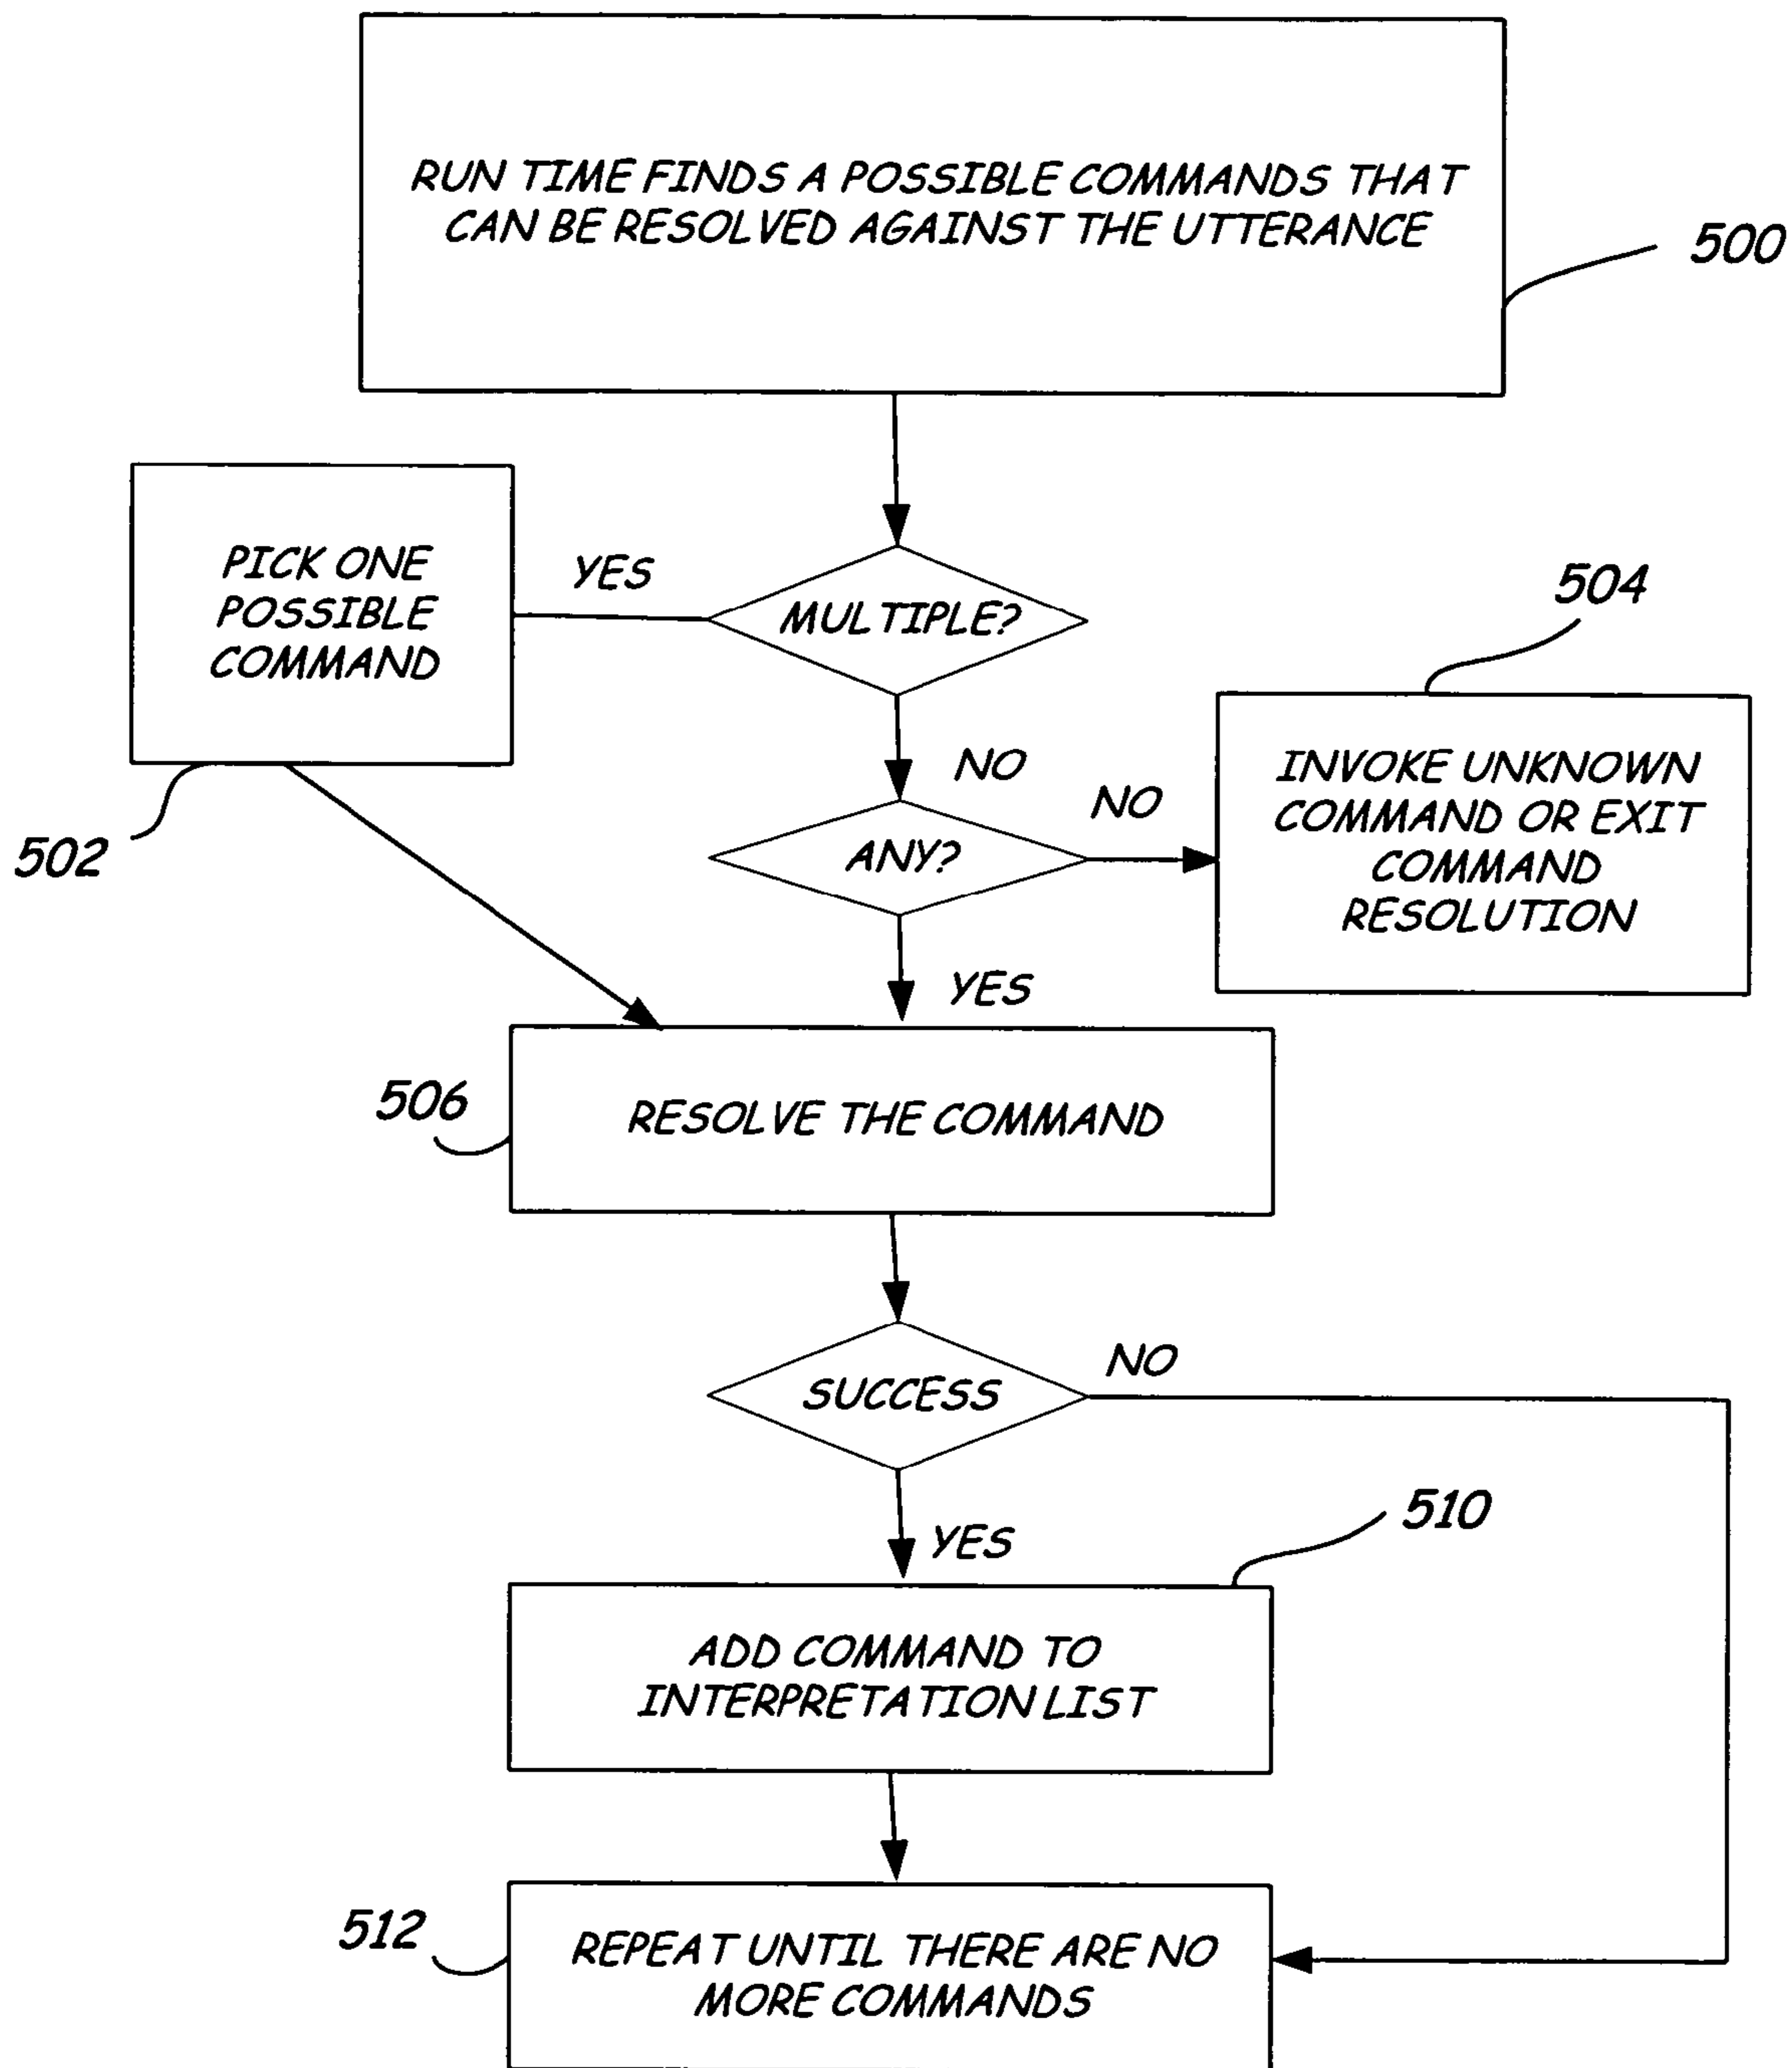 RUN TIME FINDS A POSSIBLE COMMANDS THAT
CAN BE RESOLVED AGAINST THE UTTERANCE
500
PICK ONE
POSSIBLE
COMMAND
YES
MULTIPLE?
504
502
NO
NO
ANY?
INVOKE UNKNOWN
COMMAND OR EXIT
COMMAND
RESOLUTION
YES
506
RESOLVE THE COMMAND
SUCCESS
NO
YES
510
ADD COMMAND TO
INTERPRETATION LIST
512
REPEAT UNTIL THERE ARE NO
MORE COMMANDS